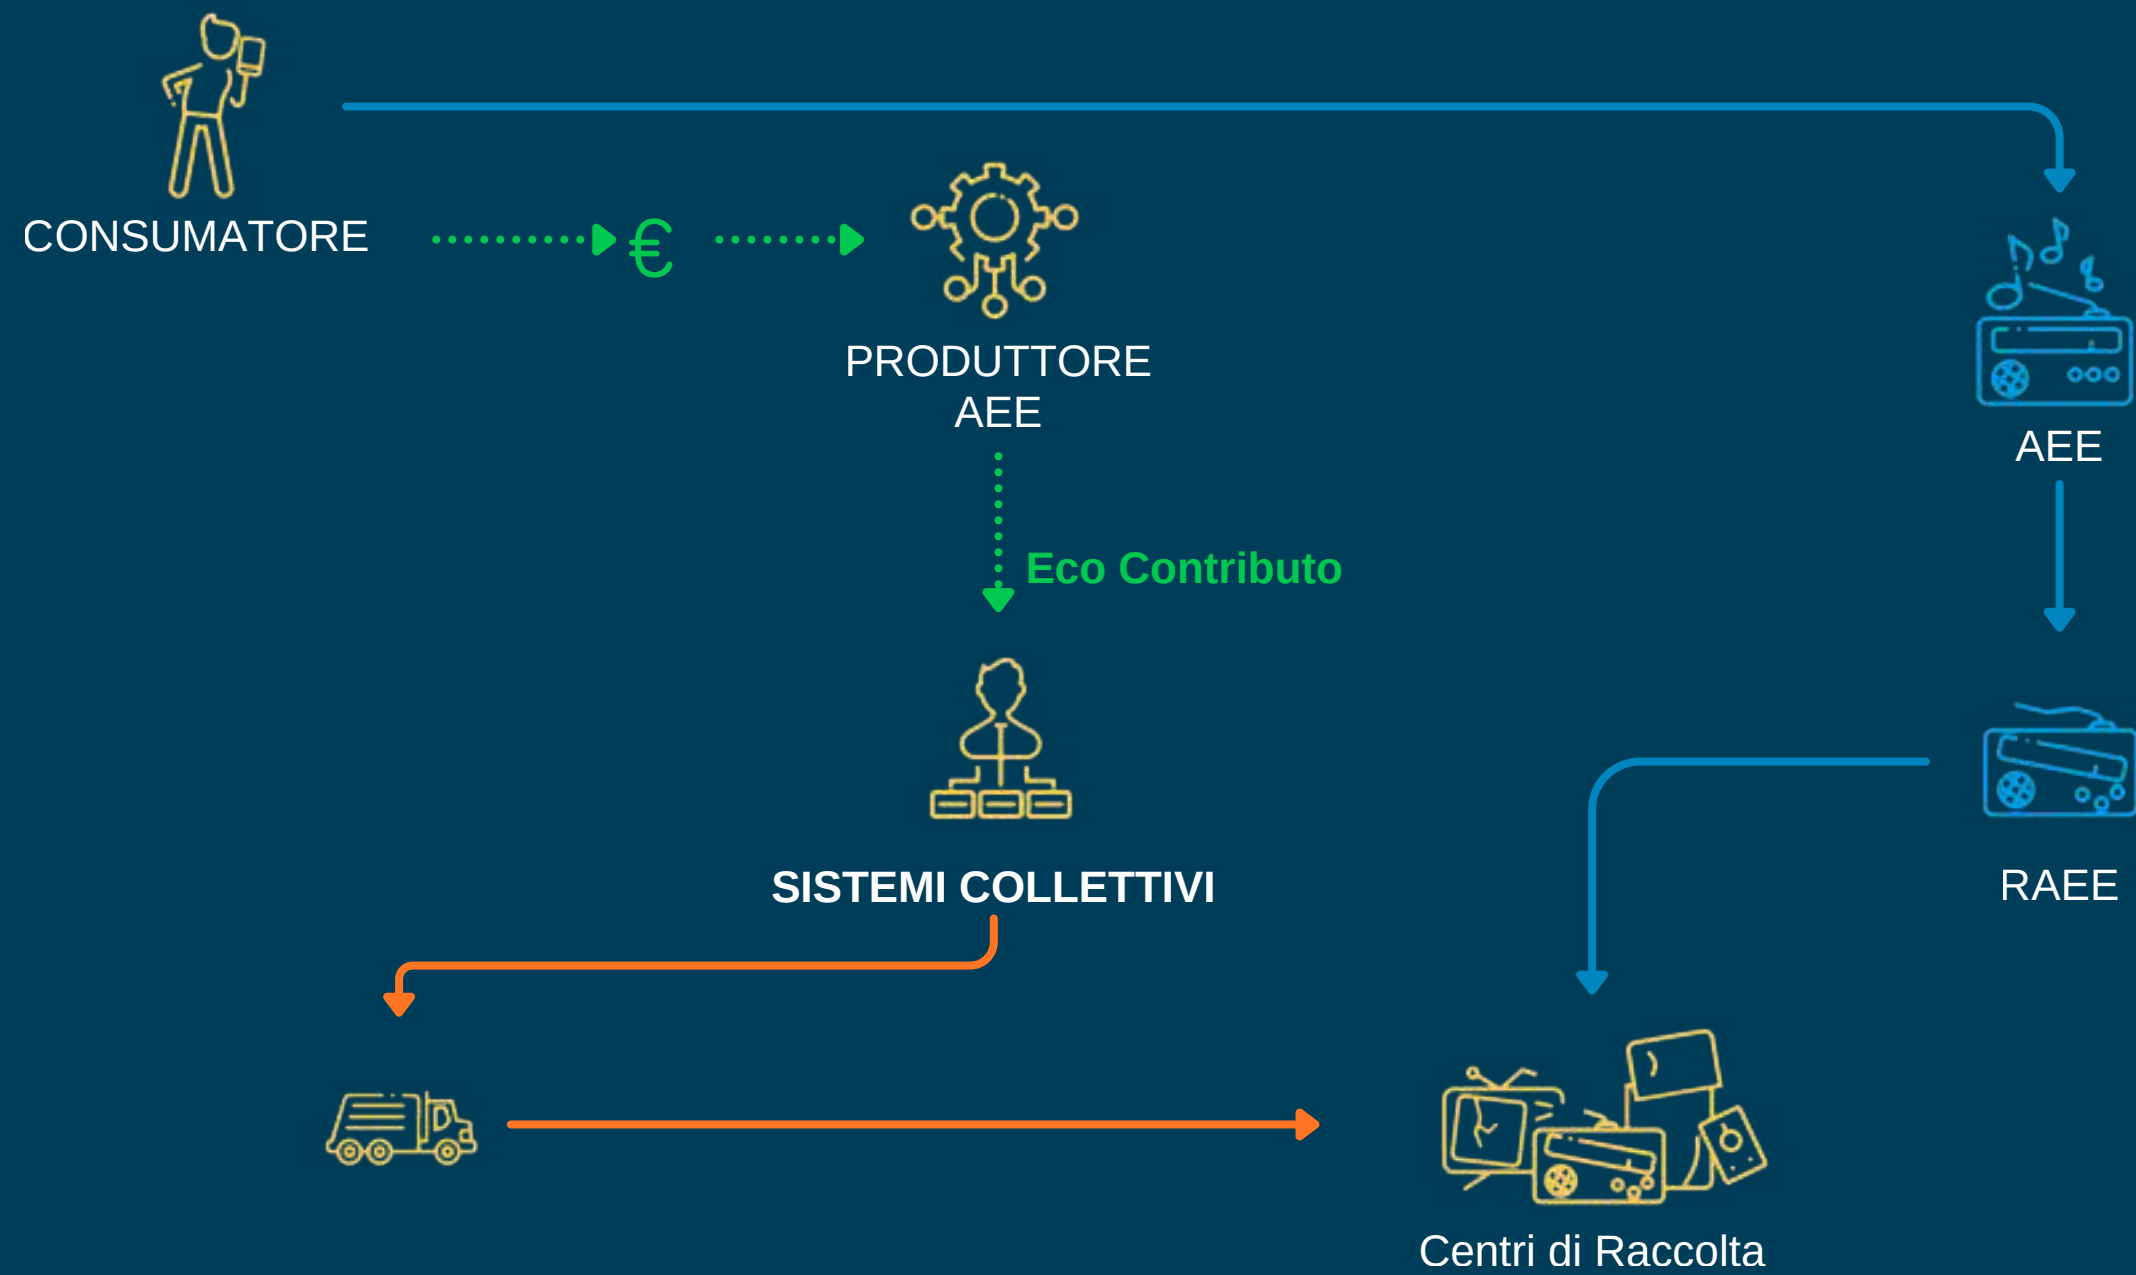 CONSUMATORE
€
PRODUTTORE
AEE
AEE
Eco Contributo
SISTEMI COLLETTIVI
RAEE
Centri di Raccolta